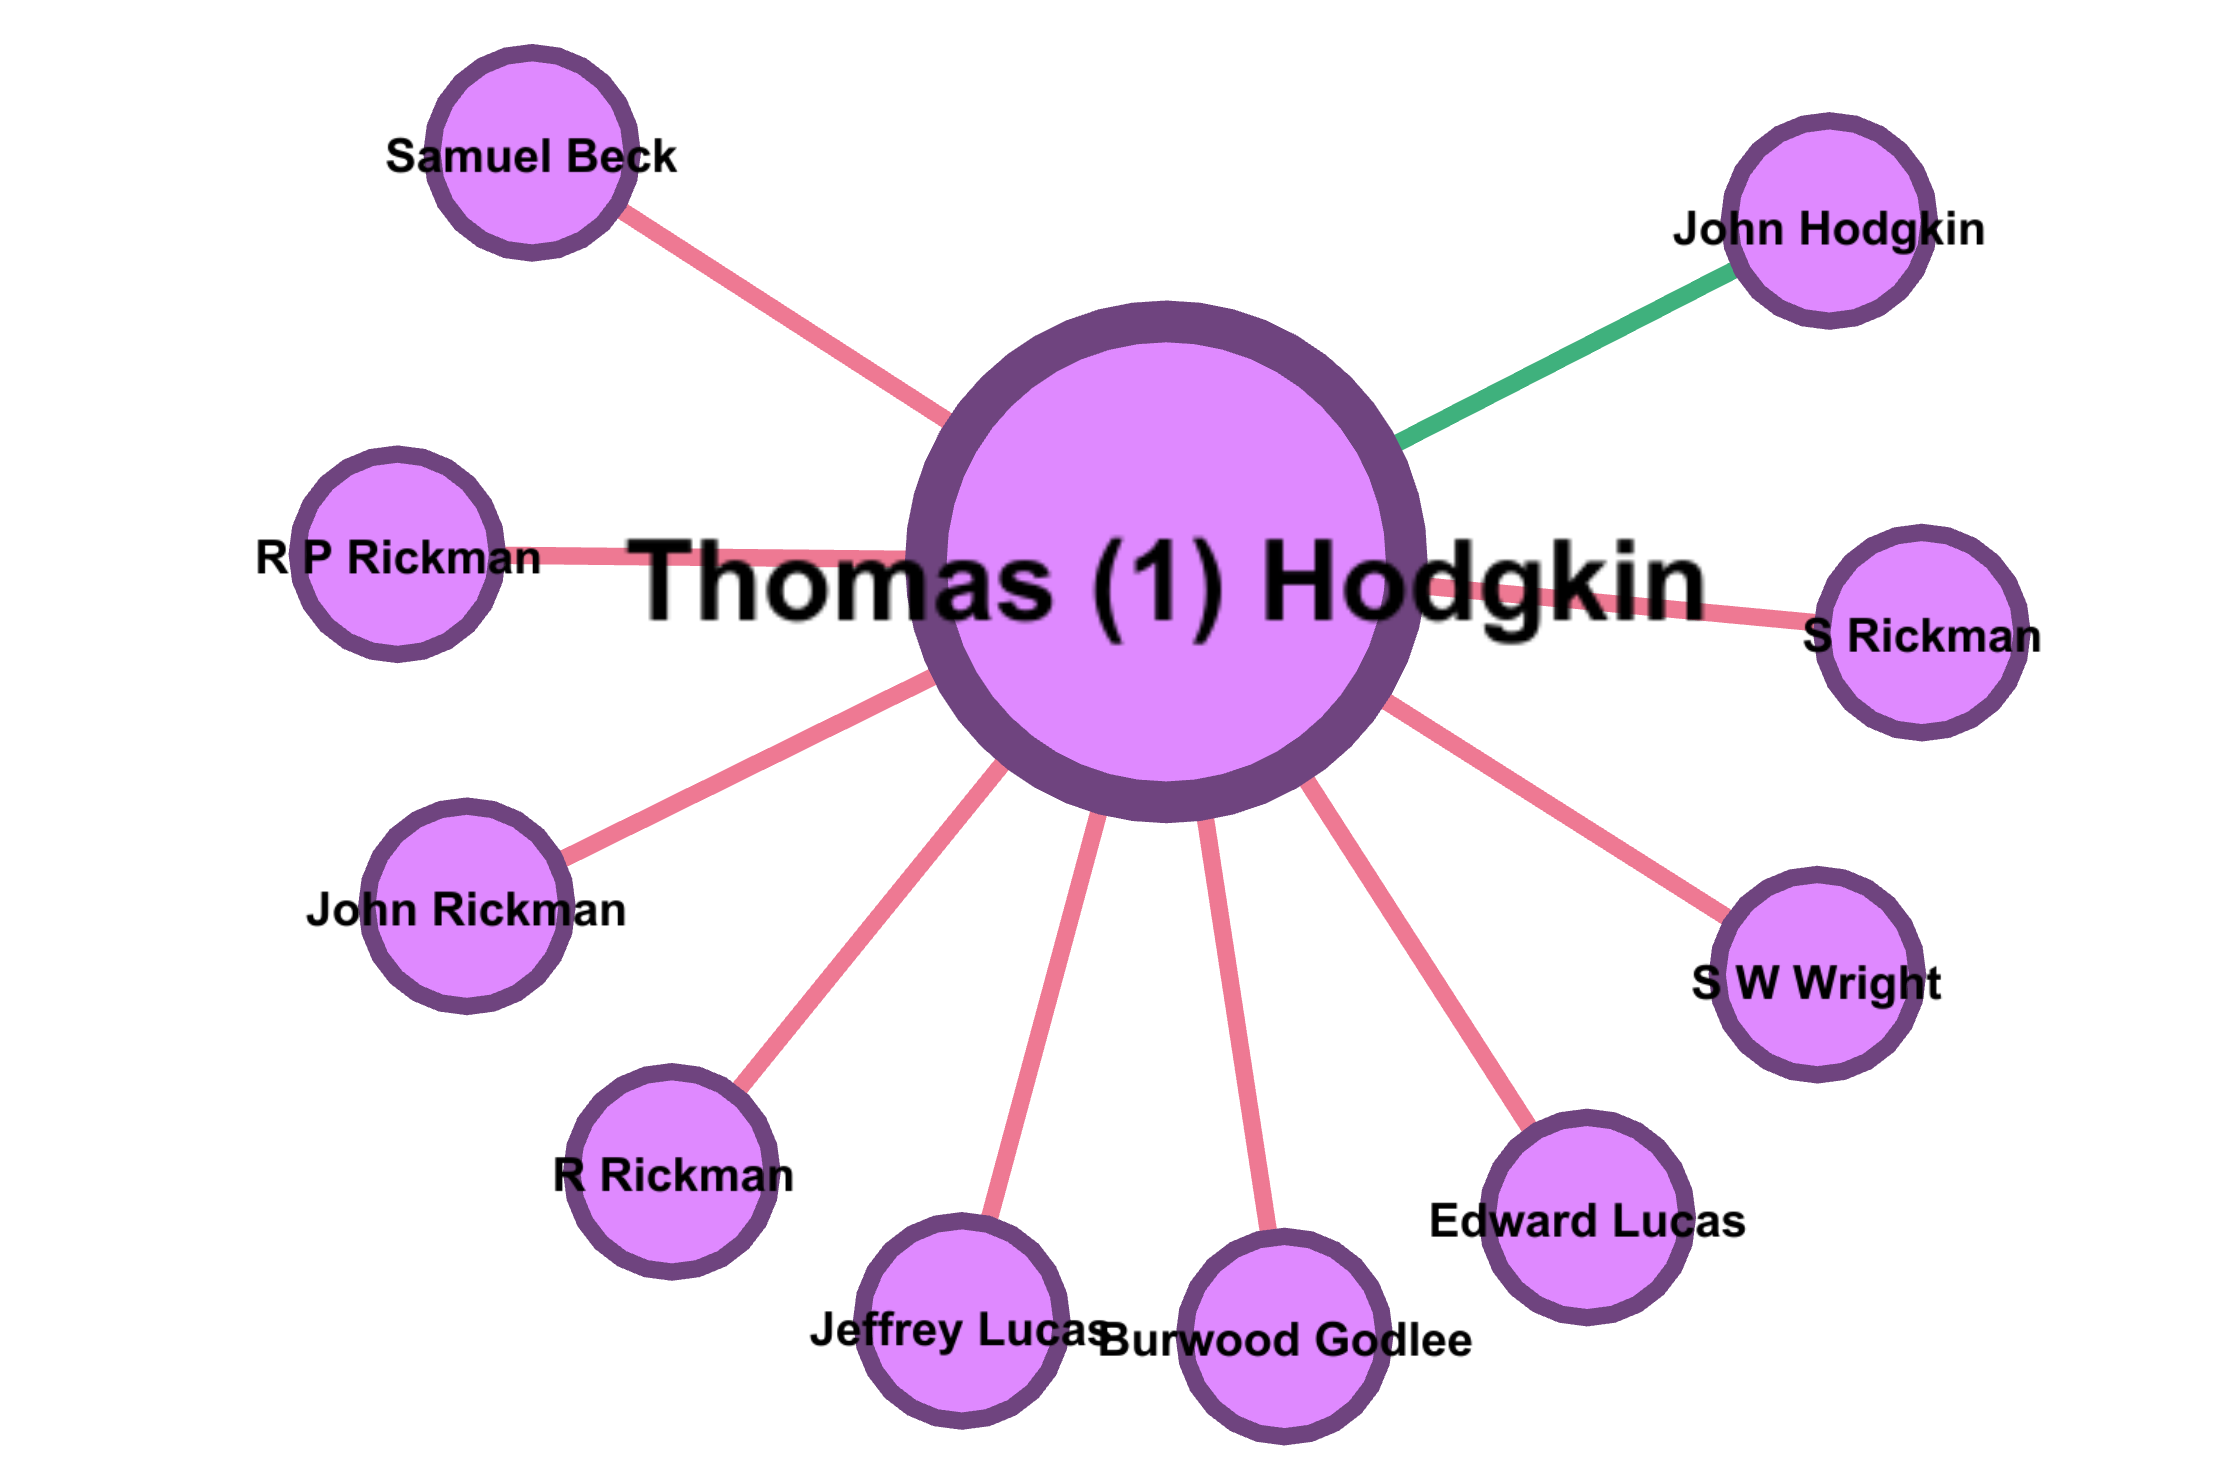 Samuel Beck
John Hodgkin
R P Rickman
Thomas (1) Hodgkin
S Rickman
John Rickman
S W Wright
R Rickman
Edward Lucas
Jeffrey Lucas
Burwood Godlee